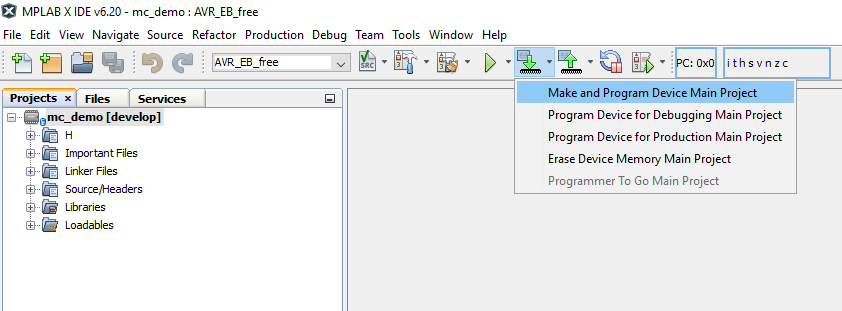 MPLAB X IDE v6.20 - mc_demo : AVR_EB_free
File Edit View Navigate Source Refactor Production Debug Team Tools Window Help
AVR_EB_free SRC PC: 0x0 i t h s v n z c
Projects x Files Services
Make and Program Device Main Project
Program Device for Debugging Main Project
Program Device for Production Main Project
Erase Device Memory Main Project
Programmer To Go Main Project
mc_demo [develop]
H
Important Files
Linker Files
Source/Headers
Libraries
Loadables